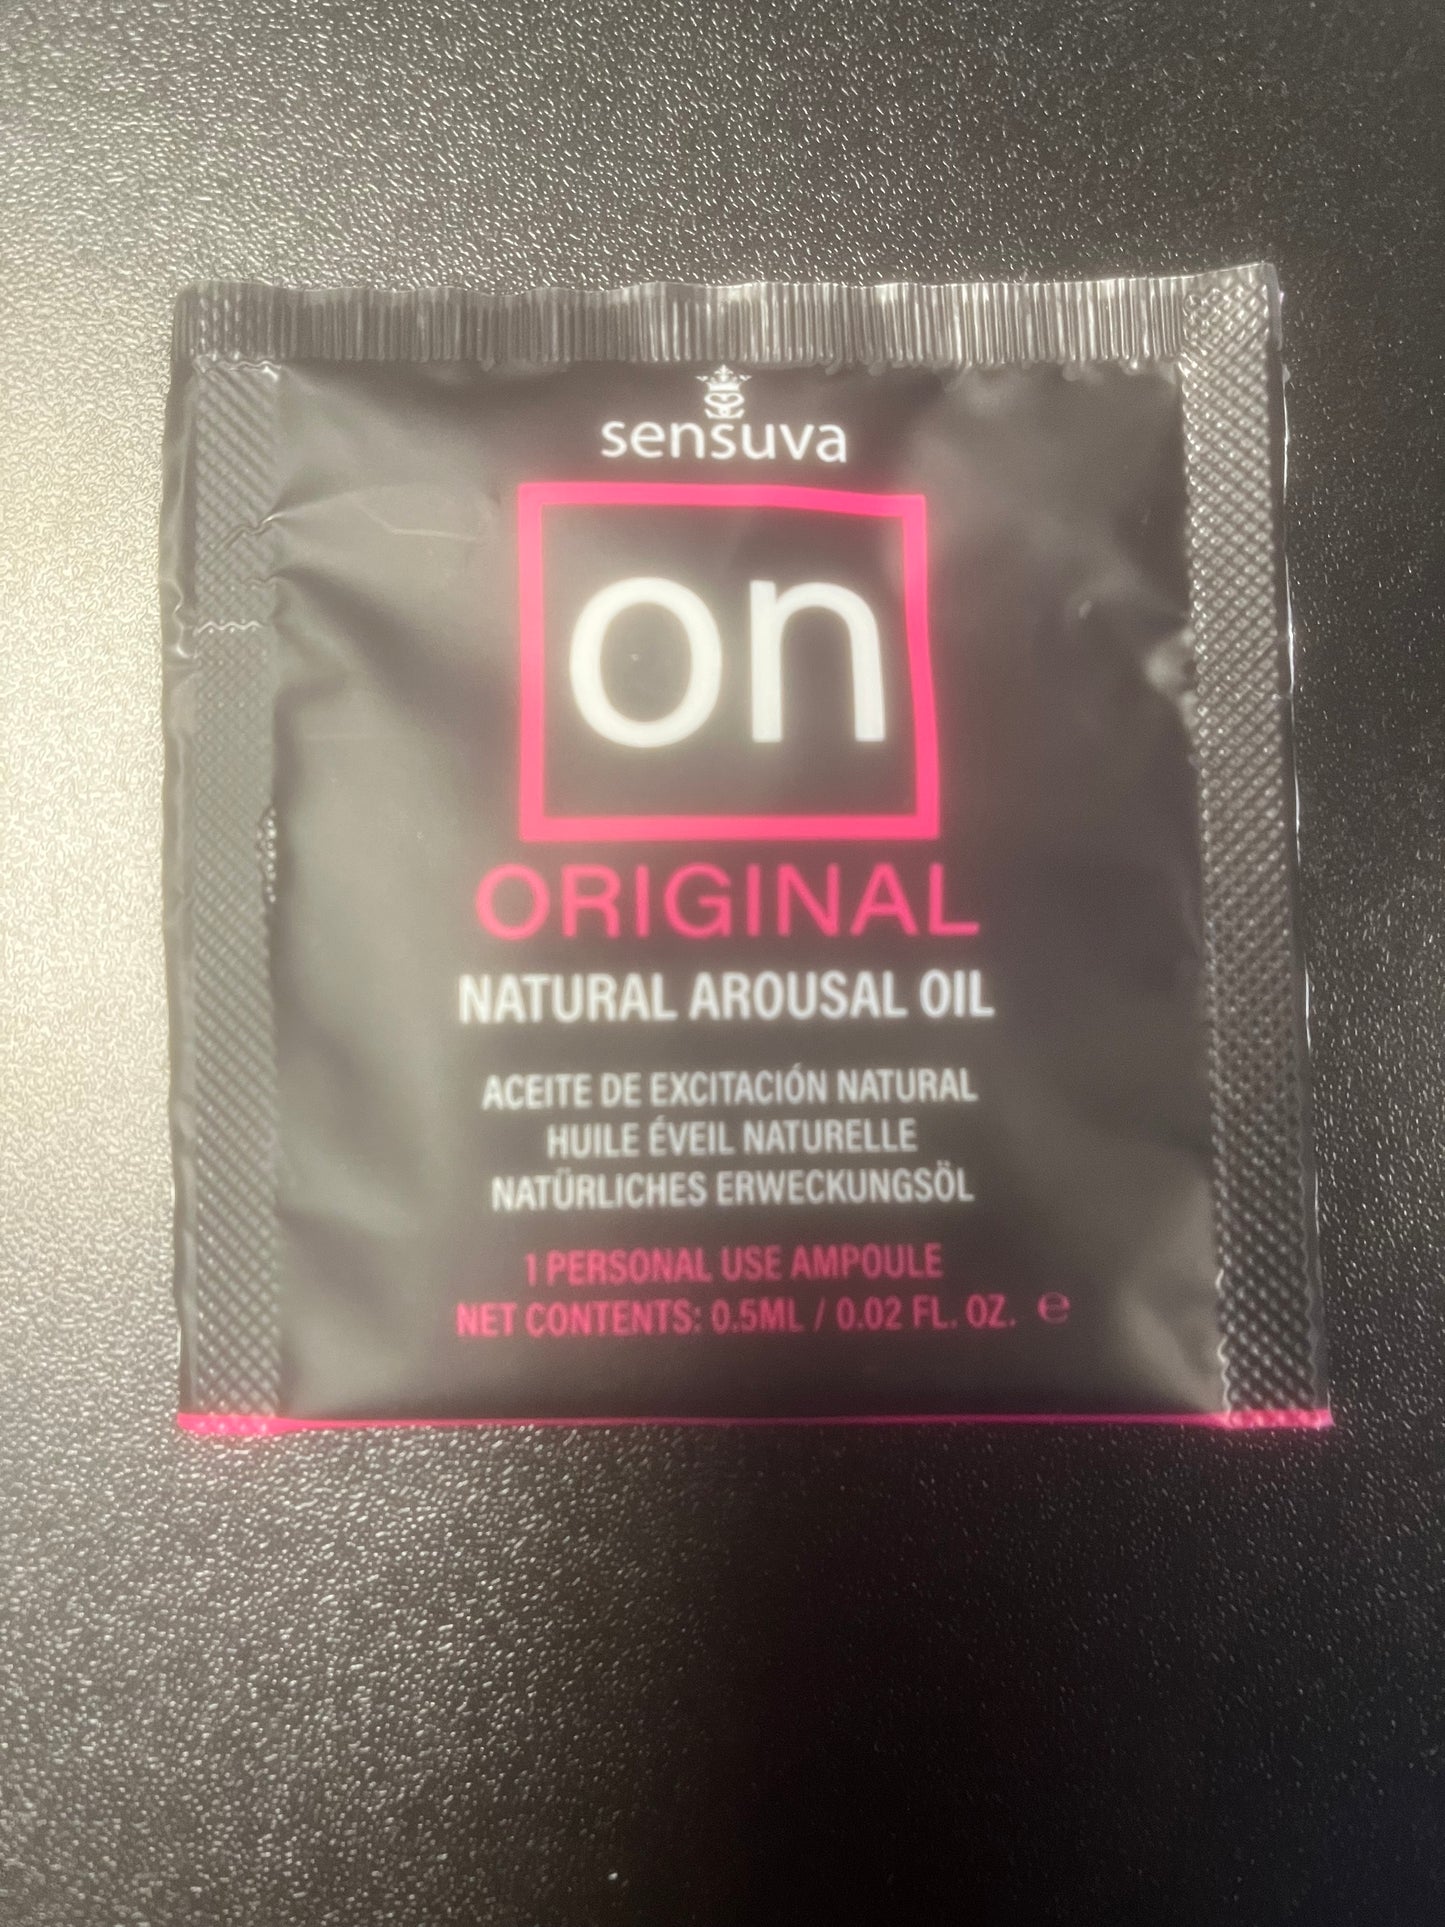 sensuva
on
ORIGINAL
NATURAL AROUSAL OIL
ACEITE DE EXCITACIÓN NATURAL
HUILE ÉVEIL NATURELLE
NATÜRLICHES ERWECKUNGSÖL
1 PERSONAL USE AMPOULE
NET CONTENTS: 0.5ML / 0.02 FL. OZ. ℮